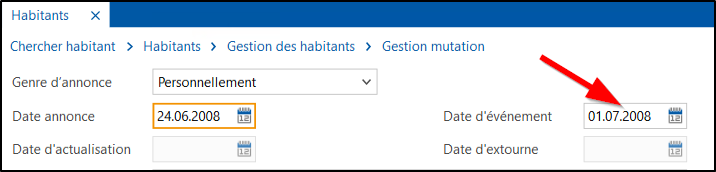 Habitants
Chercher habitant > Habitants > Gestion des habitants > Gestion mutation
Genre d'annonce Personnellement
Date annonce 24.06.2008 Date d'événement 01.07.2008
Date d'actualisation Date d'extourne